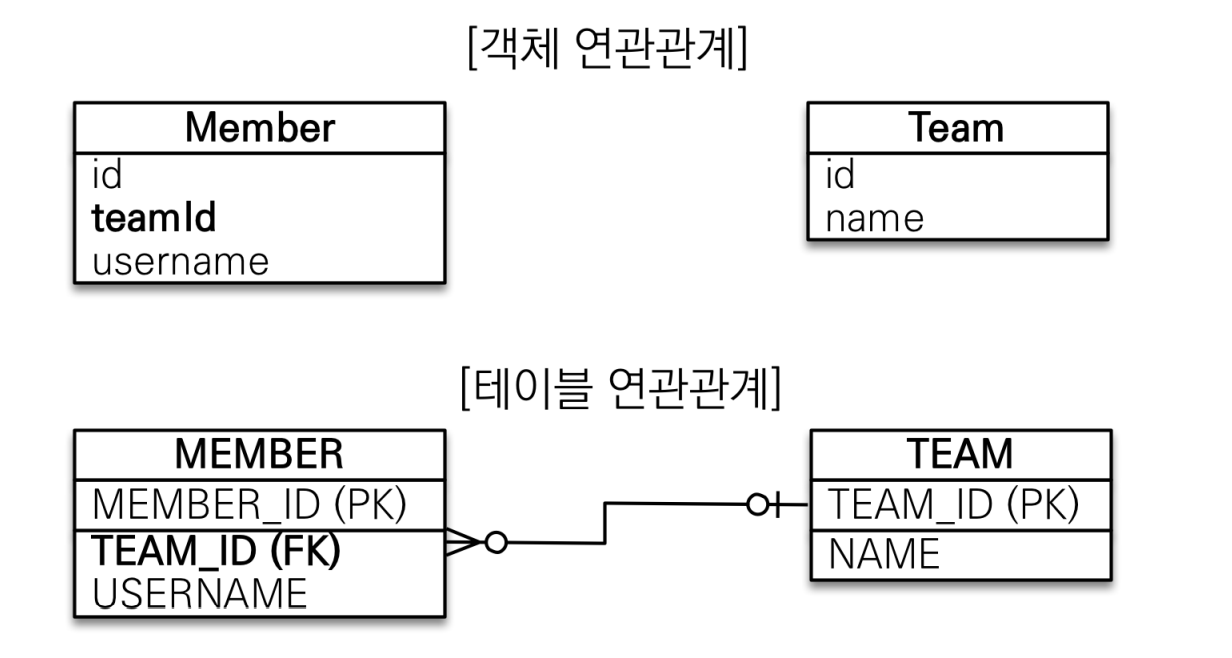 [객체 연관관계]
Member
id
teamId
username
Team
id
name
[테이블 연관관계]
MEMBER
MEMBER_ID (PK)
TEAM_ID (FK)
USERNAME
TEAM
TEAM_ID (PK)
NAME